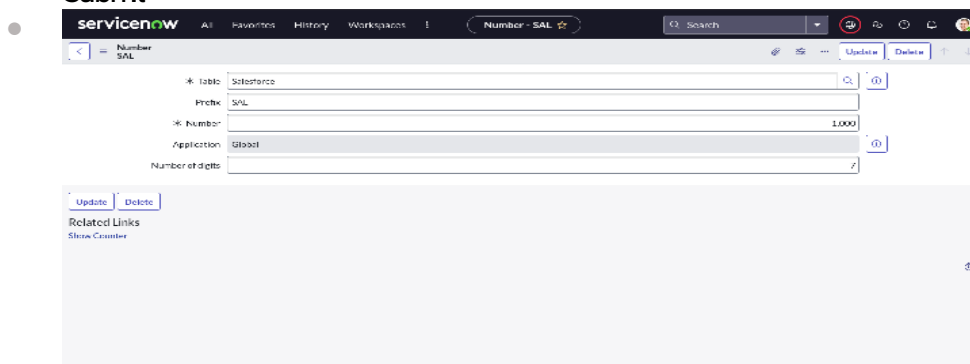 Submit
servicenow All Favorites History Workspaces Number - SAL Search
Number
SAL
Update Delete
Table Salesforce
Prefix SAL
Number 1,000
Application Global
Number of digits 7
Update Delete
Related Links
Show Counter